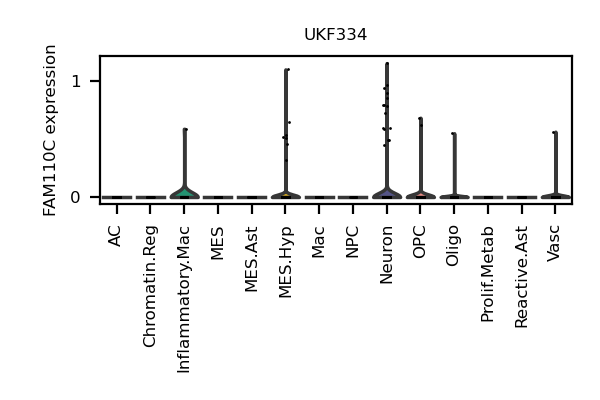 UKF334
FAM110C expression
1
0
AC
Chromatin.Reg
Inflammatory.Mac
MES
MES.Ast
MES.Hyp
Mac
NPC
Neuron
OPC
Oligo
Prolif.Metab
Reactive.Ast
Vasc